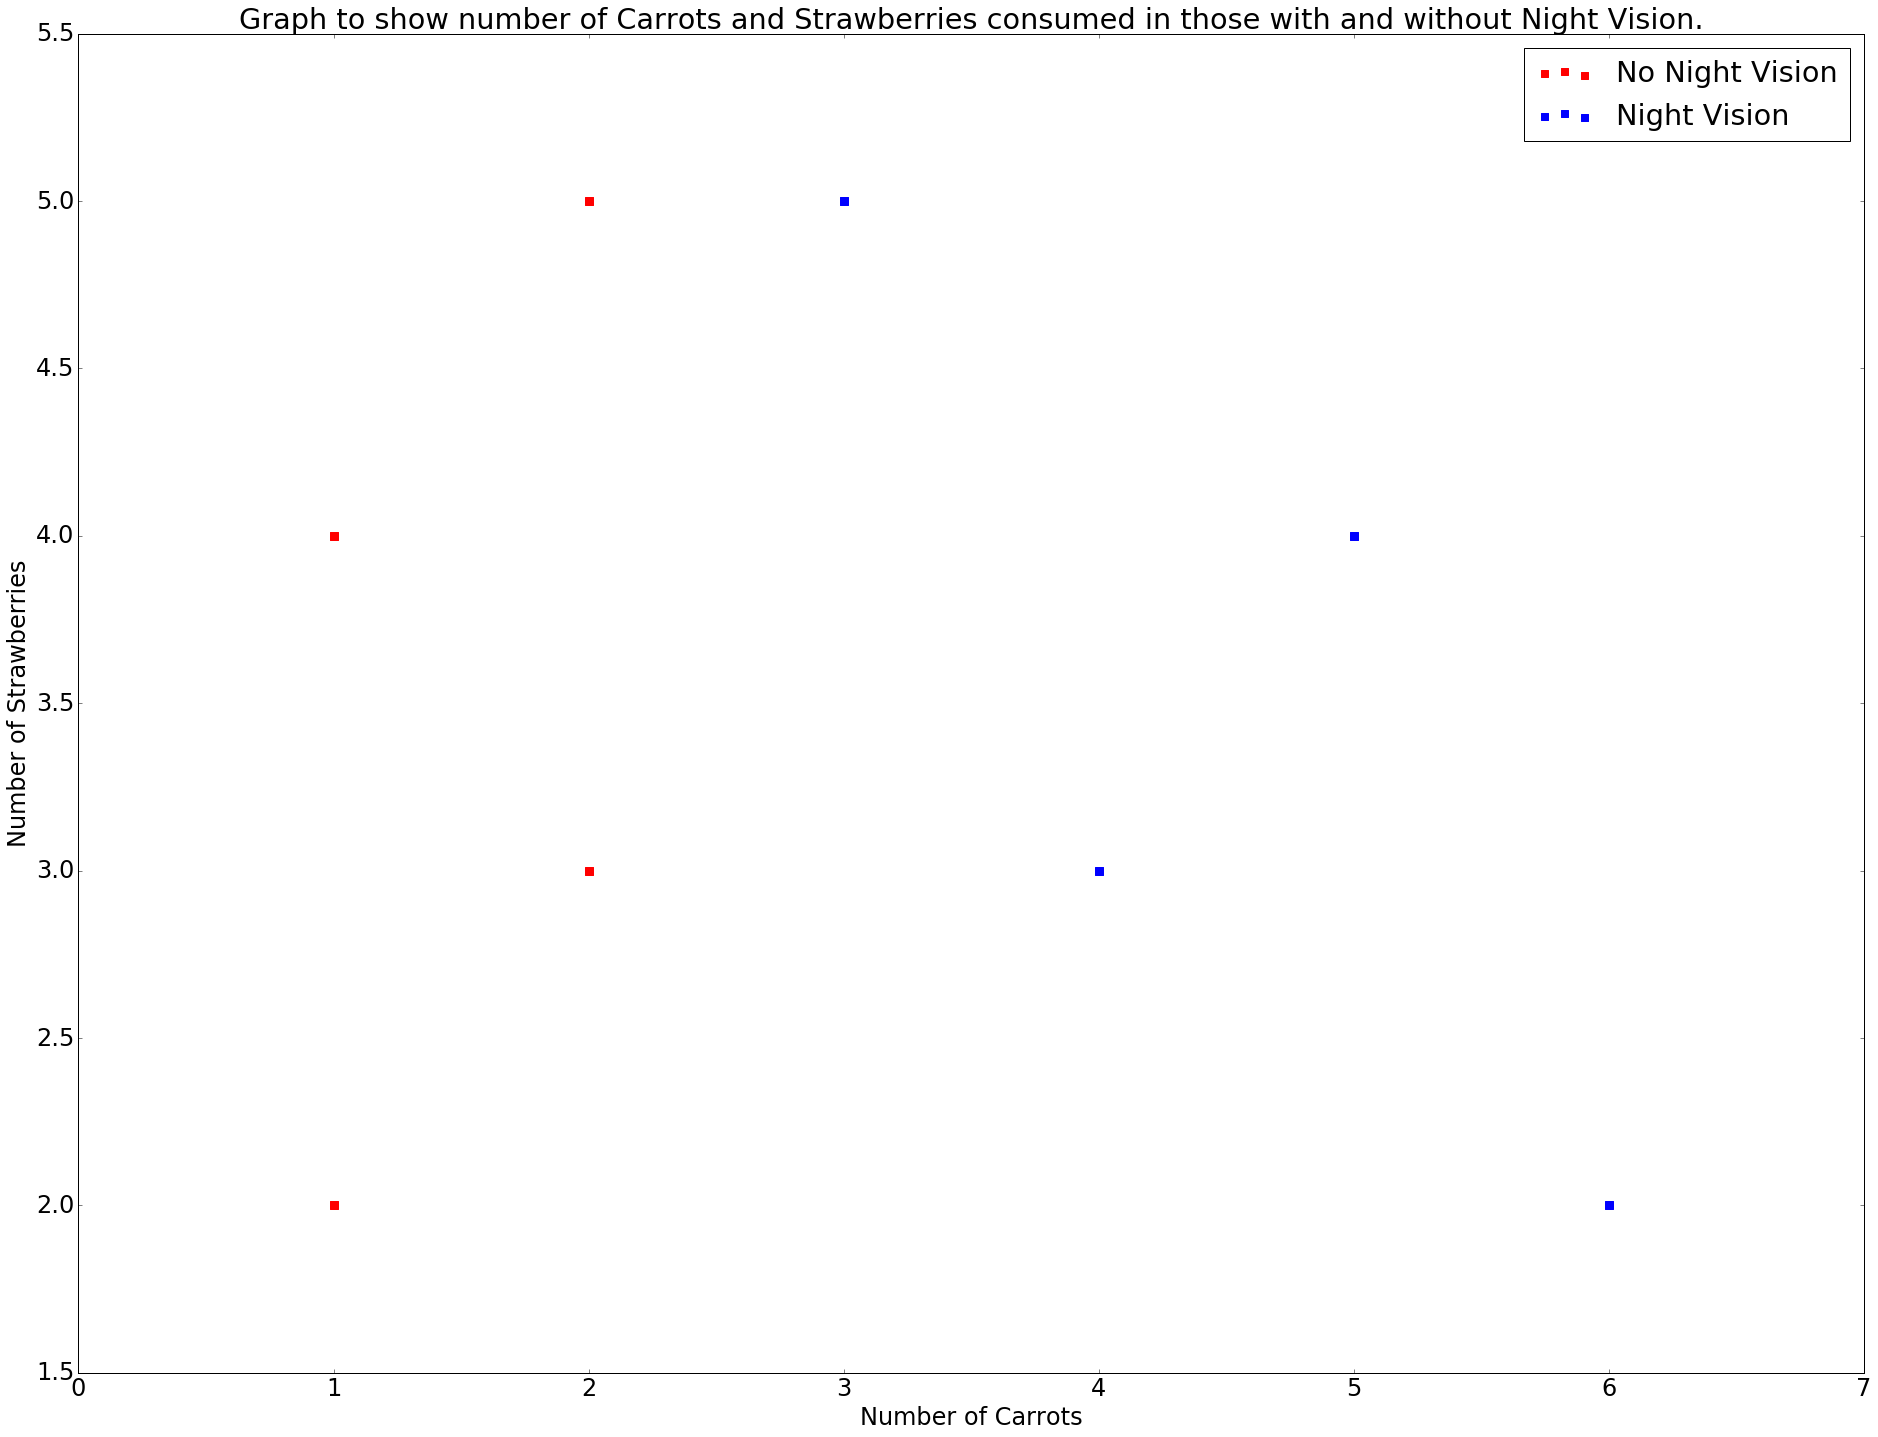 Graph to show number of Carrots and Strawberries consumed in those with and without Night Vision.
No Night Vision
Night Vision
5.5
5.0
4.5
4.0
3.5
3.0
2.5
2.0
1.5
Number of Strawberries
0 1 2 3 4 5 6 7
Number of Carrots